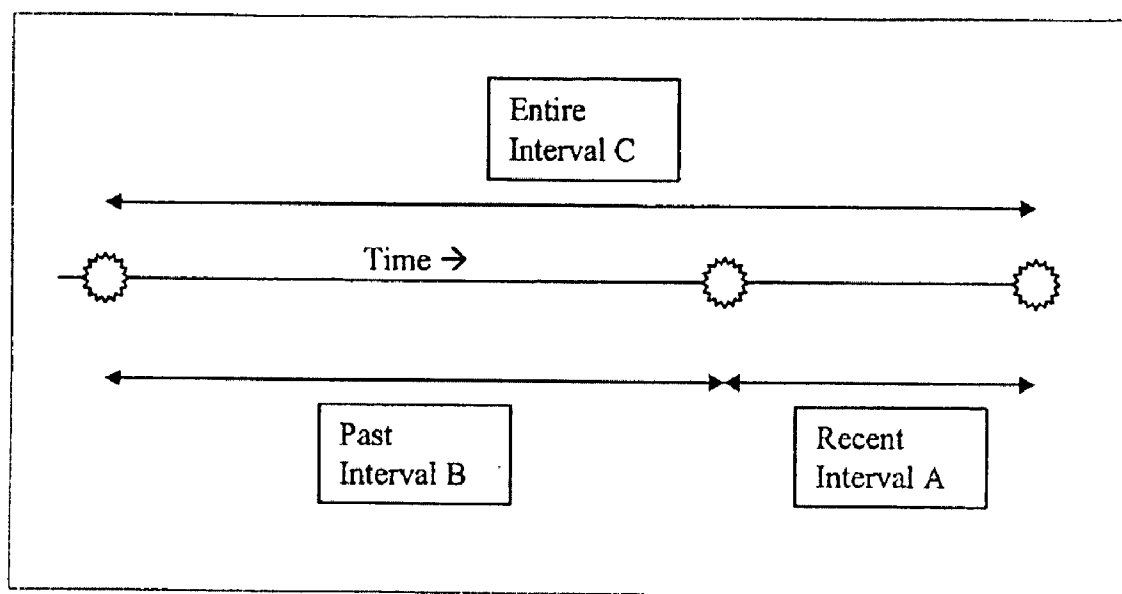 Entire
Interval C
Time →
Past
Interval B
Recent
Interval A